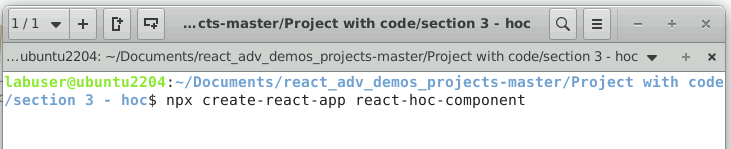 1 / 1
...cts-master/Project with code/section 3 - hoc
...ubuntu2204: ~/Documents/react_adv_demos_projects-master/Project with code/section 3 - hoc
labuser@ubuntu2204:~/Documents/react_adv_demos_projects-master/Project with code
/section 3 - hoc$ npx create-react-app react-hoc-component